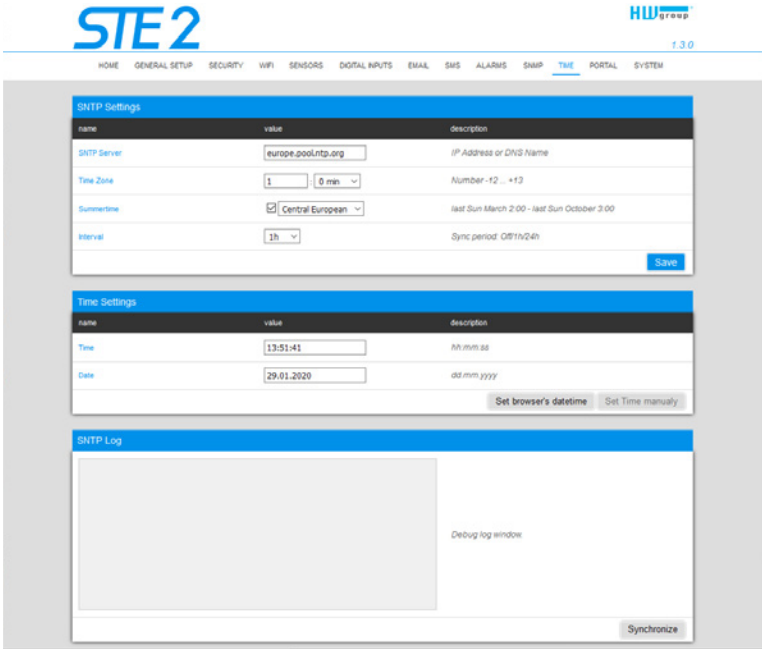 STE2
HWgroup
1.3.0
HOME GENERAL SETUP SECURITY WIFI SENSORS DIGITAL INPUTS EMAIL SMS ALARMS SNMP TIME PORTAL SYSTEM
SNTP Settings
name value description
SNTP Server europe.pool.ntp.org IP Address or DNS Name
Time Zone 1 : 0 min Number -12 ... +13
Summertime Central European last Sun March 2:00 - last Sun October 3:00
Interval 1h Sync period: Off/1h/24h
Save
Time Settings
name value description
Time 13:51:41 hh:mm:ss
Date 29.01.2020 dd.mm.yyyy
Set browser's datetime Set Time manualy
SNTP Log
Debug log window.
Synchronize